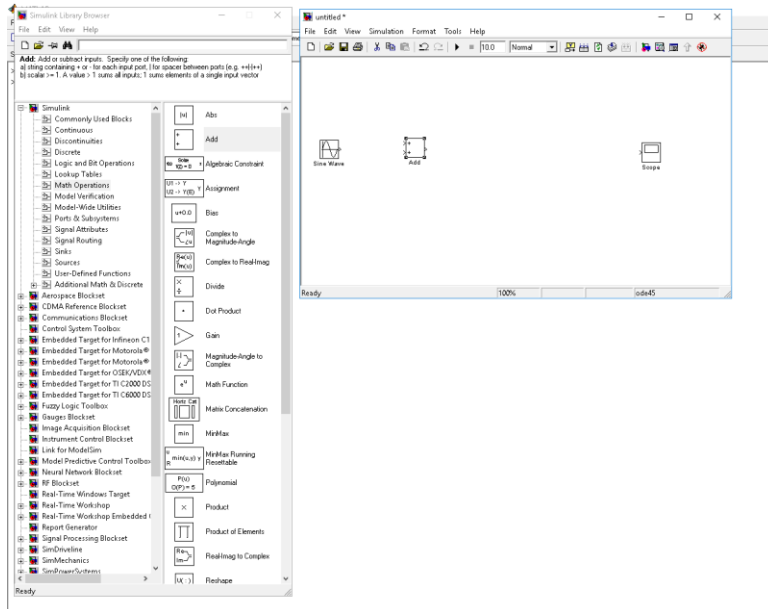 Simulink Library Browser
File Edit View Help
Add: Add or subtract inputs. Specify one of the following:
a) string containing + or - for each input port, | for spacer between ports (e.g. ++|-|++)
b) scalar >= 1. A value > 1 sums all inputs; 1 sums elements of a single input vector
Simulink
Commonly Used Blocks
Continuous
Discontinuities
Discrete
Logic and Bit Operations
Lookup Tables
Math Operations
Model Verification
Model-Wide Utilities
Ports & Subsystems
Signal Attributes
Signal Routing
Sinks
Sources
User-Defined Functions
Additional Math & Discrete
Aerospace Blockset
CDMA Reference Blockset
Communications Blockset
Control System Toolbox
Embedded Target for Infineon C1
Embedded Target for Motorola®
Embedded Target for Motorola®
Embedded Target for OSEK/VDX®
Embedded Target for TI C2000 DS
Embedded Target for TI C6000 DS
Fuzzy Logic Toolbox
Gauges Blockset
Image Acquisition Blockset
Instrument Control Blockset
Link for ModelSim
Model Predictive Control Toolbox
Neural Network Blockset
RF Blockset
Real-Time Windows Target
Real-Time Workshop
Real-Time Workshop Embedded
Report Generator
Signal Processing Blockset
SimDriveline
SimMechanics
SimPowerSystems
|u| Abs
+ + Add
Solve f(z) = 0 Algebraic Constraint
U1 -> Y U2 -> Y(E) Y Assignment
u+0.0 Bias
|u| ∠u Complex to Magnitude-Angle
Re(u) Im(u) Complex to Real-Imag
× ÷ Divide
Dot Product
1 Gain
|.| ∠ Magnitude-Angle to Complex
e^u Math Function
Horiz Cat Matrix Concatenation
min MinMax
u R min(u,y) y MinMax Running Resettable
P(u) O(P) = 5 Polynomial
× Product
∏ Product of Elements
Re Im Real-Imag to Complex
U( : ) Reshape
Ready
untitled *
File Edit View Simulation Format Tools Help
10.0 Normal
Sine Wave
+ + Add
Scope
Ready 100% ode45